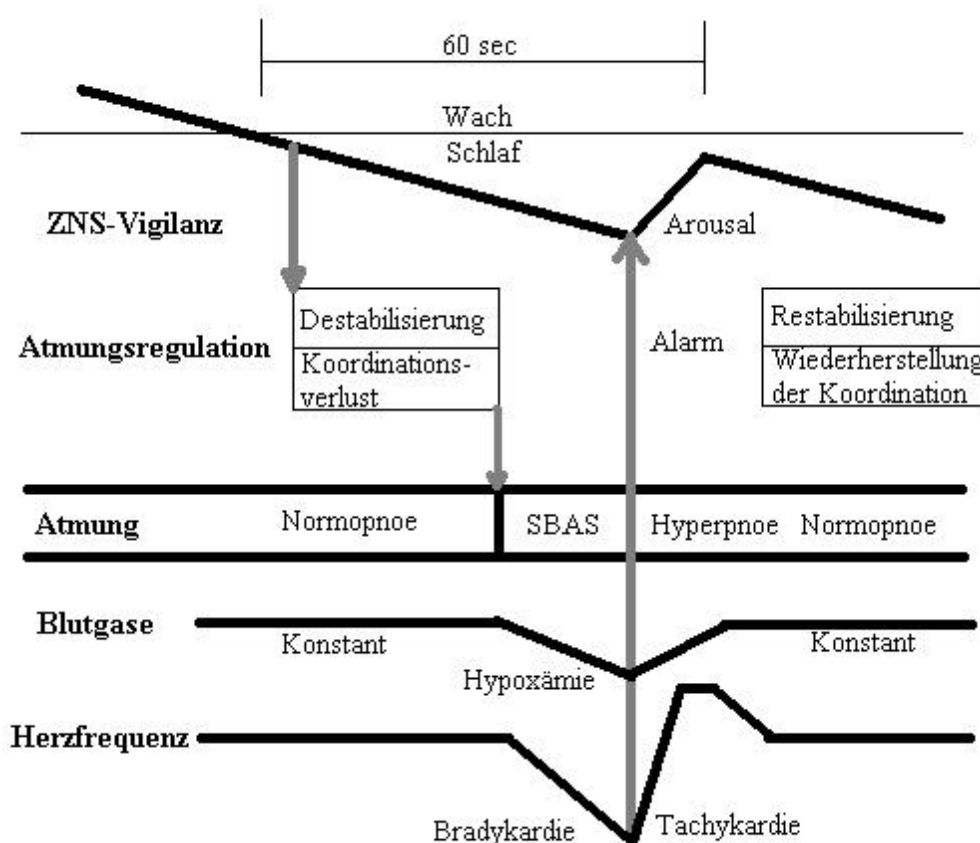 60 sec
Wach
Schlaf
ZNS-Vigilanz
Arousal
Destabilisierung
Koordinations-
verlust
Atmungsregulation
Alarm
Restabilisierung
Wiederherstellung
der Koordination
Atmung
Normopnoe
SBAS
Hyperpnoe
Normopnoe
Blutgase
Konstant
Hypoxämie
Konstant
Herzfrequenz
Bradykardie
Tachykardie